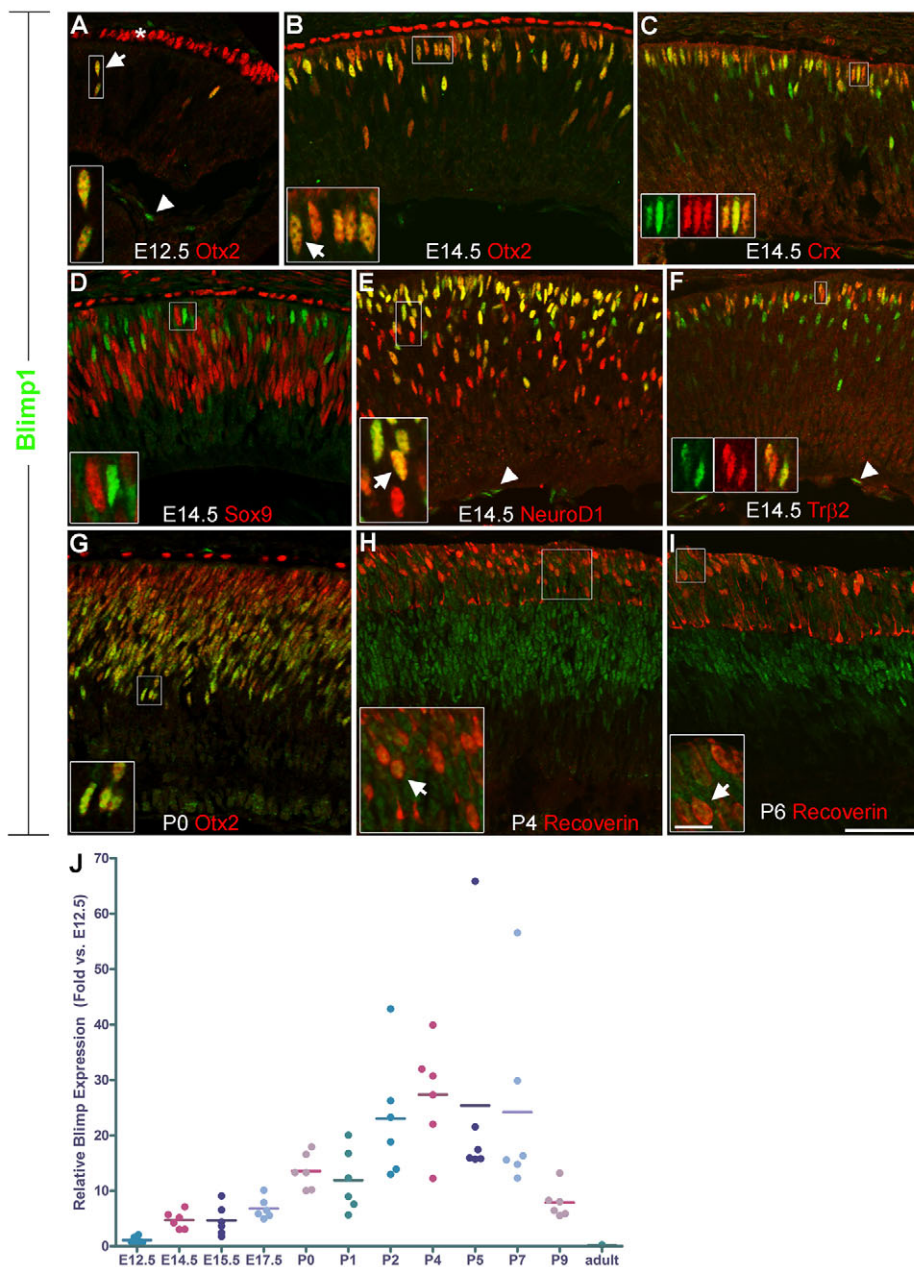 Blimp1
A
*
E12.5 Otx2
B
E14.5 Otx2
C
E14.5 Crx
D
E14.5 Sox9
E
E14.5 NeuroD1
F
E14.5 Trβ2
G
P0 Otx2
H
P4 Recoverin
I
P6 Recoverin
J
Relative Blimp Expression (Fold vs. E12.5)
70
60
50
40
30
20
10
0
E12.5 E14.5 E15.5 E17.5 P0 P1 P2 P4 P5 P7 P9 adult